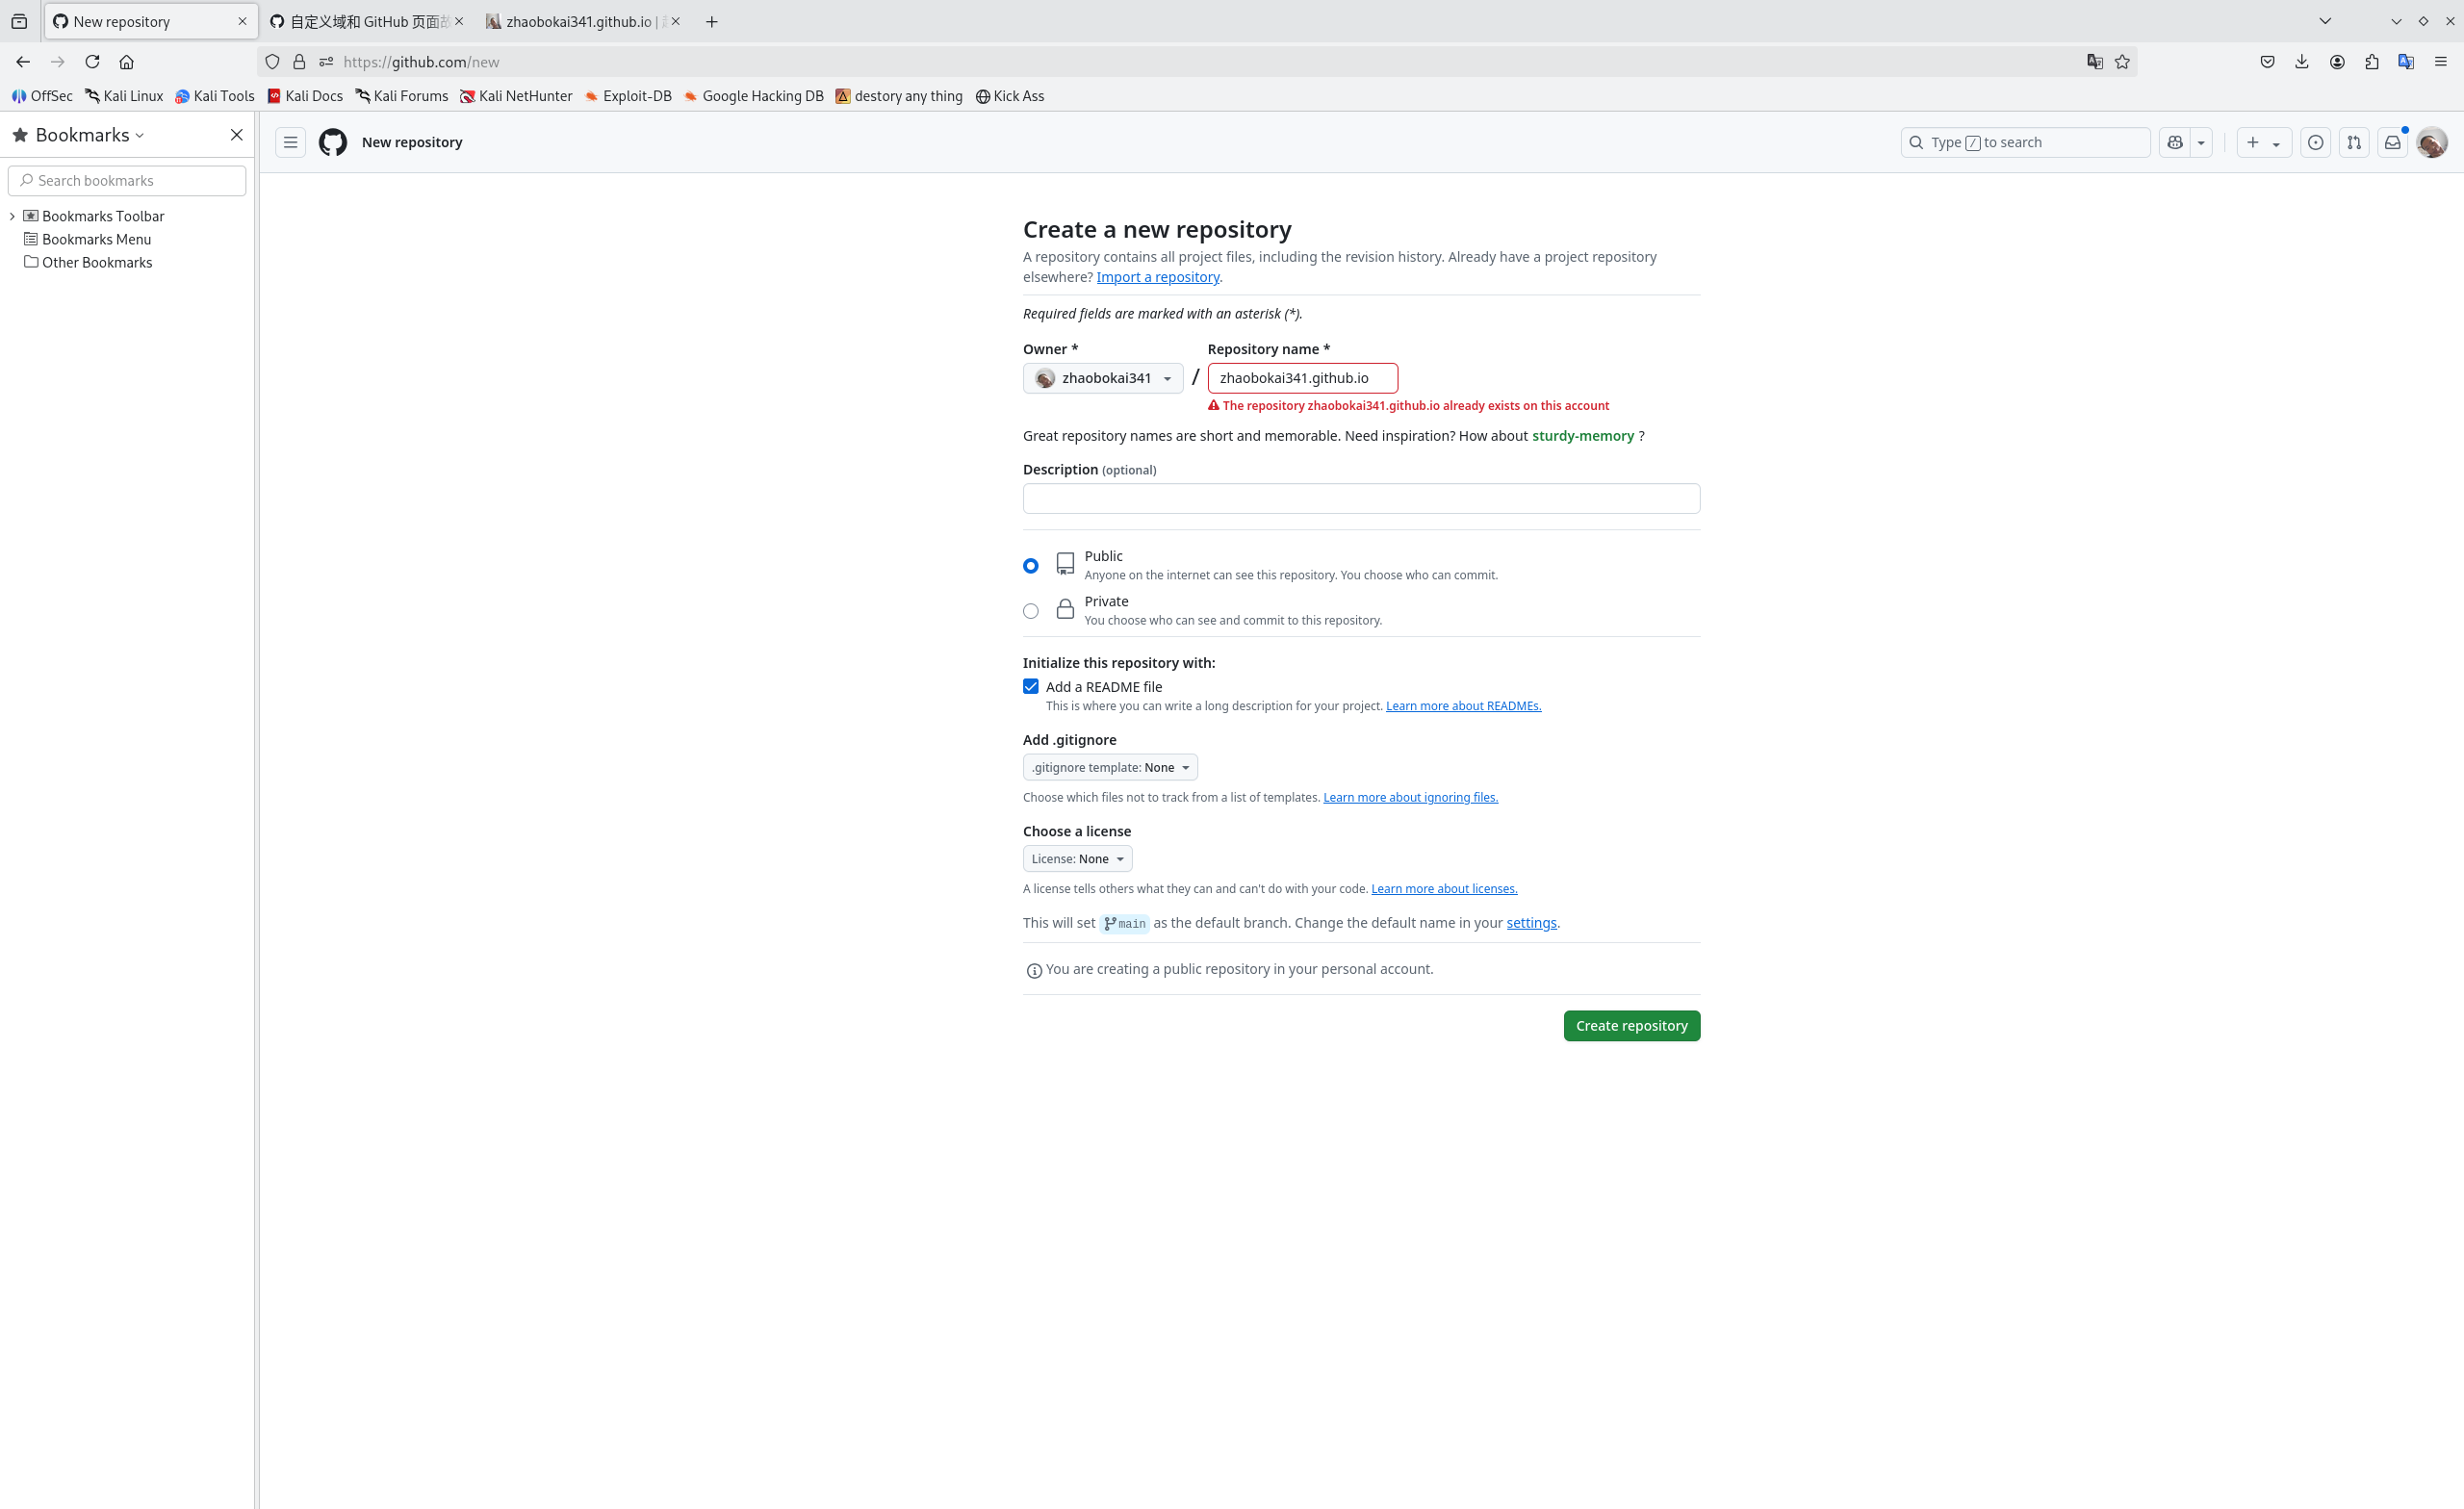 New repository
自定义域和 GitHub 页面故
zhaobokai341.github.io |
https://github.com/new
OffSec Kali Linux Kali Tools Kali Docs Kali Forums Kali NetHunter Exploit-DB Google Hacking DB destory any thing Kick Ass
Bookmarks
Search bookmarks
Bookmarks Toolbar
Bookmarks Menu
Other Bookmarks
New repository
Type / to search
Create a new repository
A repository contains all project files, including the revision history. Already have a project repository
elsewhere? Import a repository.
Required fields are marked with an asterisk (*).
Owner * Repository name *
zhaobokai341 / zhaobokai341.github.io
The repository zhaobokai341.github.io already exists on this account
Great repository names are short and memorable. Need inspiration? How about sturdy-memory ?
Description (optional)
Public
Anyone on the internet can see this repository. You choose who can commit.
Private
You choose who can see and commit to this repository.
Initialize this repository with:
Add a README file
This is where you can write a long description for your project. Learn more about READMEs.
Add .gitignore
.gitignore template: None
Choose which files not to track from a list of templates. Learn more about ignoring files.
Choose a license
License: None
A license tells others what they can and can't do with your code. Learn more about licenses.
This will set main as the default branch. Change the default name in your settings.
You are creating a public repository in your personal account.
Create repository